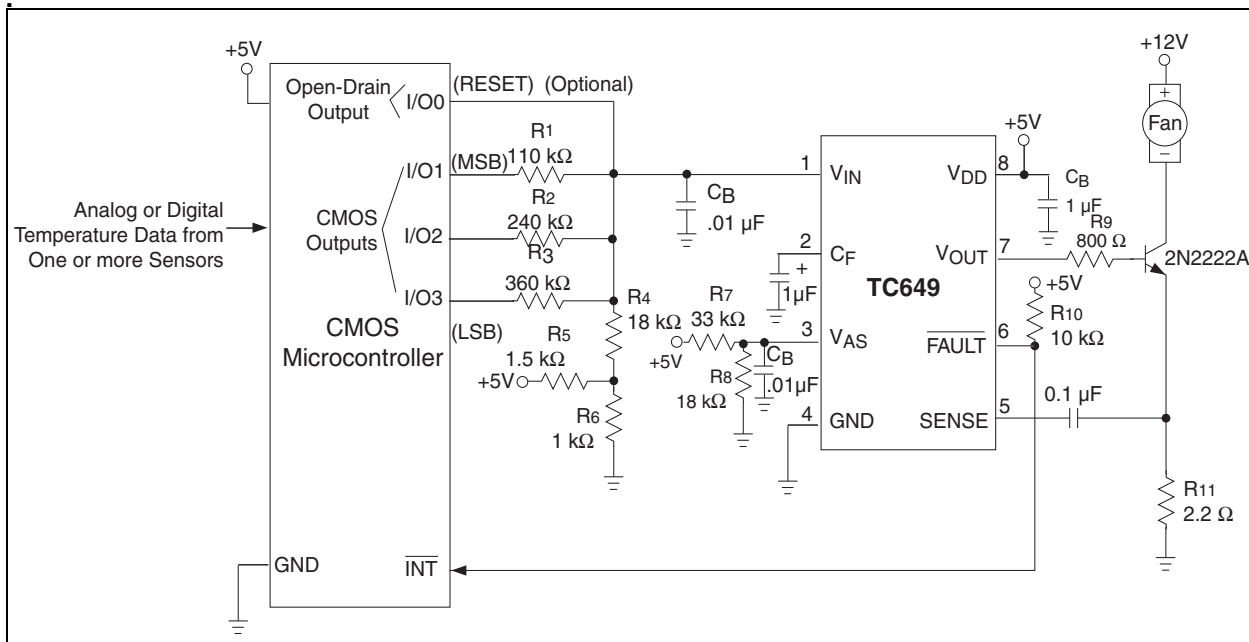 .
+5V
Open-Drain
Output
I/O0
(RESET) (Optional)
I/O1
(MSB)
R1
110 kΩ
R2
240 kΩ
CMOS
Outputs
I/O2
R3
360 kΩ
I/O3
(LSB)
Analog or Digital
Temperature Data from
One or more Sensors
CMOS
Microcontroller
GND
INT
R4
18 kΩ
R5
1.5 kΩ
+5V
R6
1 kΩ
CB
.01 µF
+
1µF
R7
33 kΩ
+5V
R8
18 kΩ
CB
.01µF
1
VIN
2
CF
3
VAS
4
GND
TC649
VDD
8
VOUT
7
FAULT
6
SENSE
5
+5V
CB
1 µF
R9
800 Ω
2N2222A
+5V
R10
10 kΩ
0.1 µF
R11
2.2 Ω
+12V
+
Fan
–